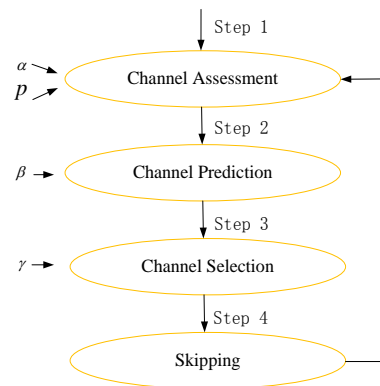 Step 1
α
Channel Assessment
p
Step 2
β
Channel Prediction
Step 3
γ
Channel Selection
Step 4
Skipping